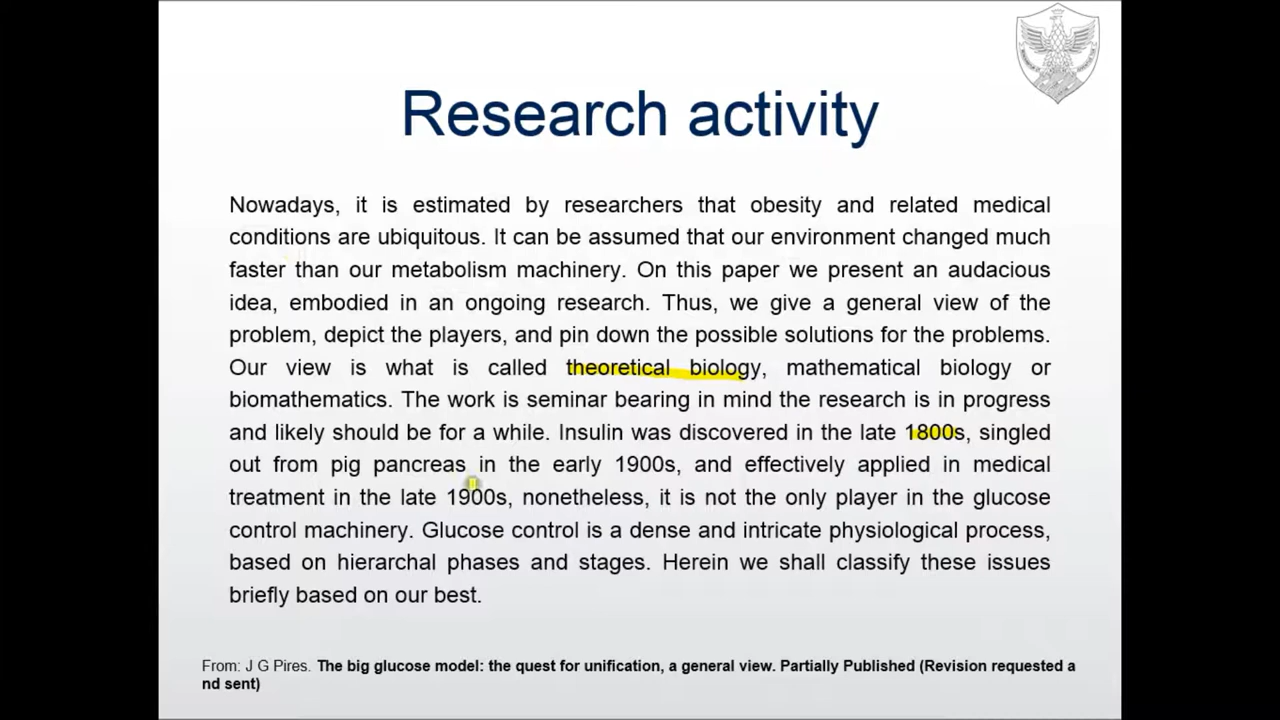 Research activity
Nowadays, it is estimated by researchers that obesity and related medical
conditions are ubiquitous. It can be assumed that our environment changed much
faster than our metabolism machinery. On this paper we present an audacious
idea, embodied in an ongoing research. Thus, we give a general view of the
problem, depict the players, and pin down the possible solutions for the problems.
Our view is what is called theoretical biology, mathematical biology or
biomathematics. The work is seminar bearing in mind the research is in progress
and likely should be for a while. Insulin was discovered in the late 1800s, singled
out from pig pancreas in the early 1900s, and effectively applied in medical
treatment in the late 1900s, nonetheless, it is not the only player in the glucose
control machinery. Glucose control is a dense and intricate physiological process,
based on hierarchal phases and stages. Herein we shall classify these issues
briefly based on our best.
From: J G Pires. The big glucose model: the quest for unification, a general view. Partially Published (Revision requested a
nd sent)